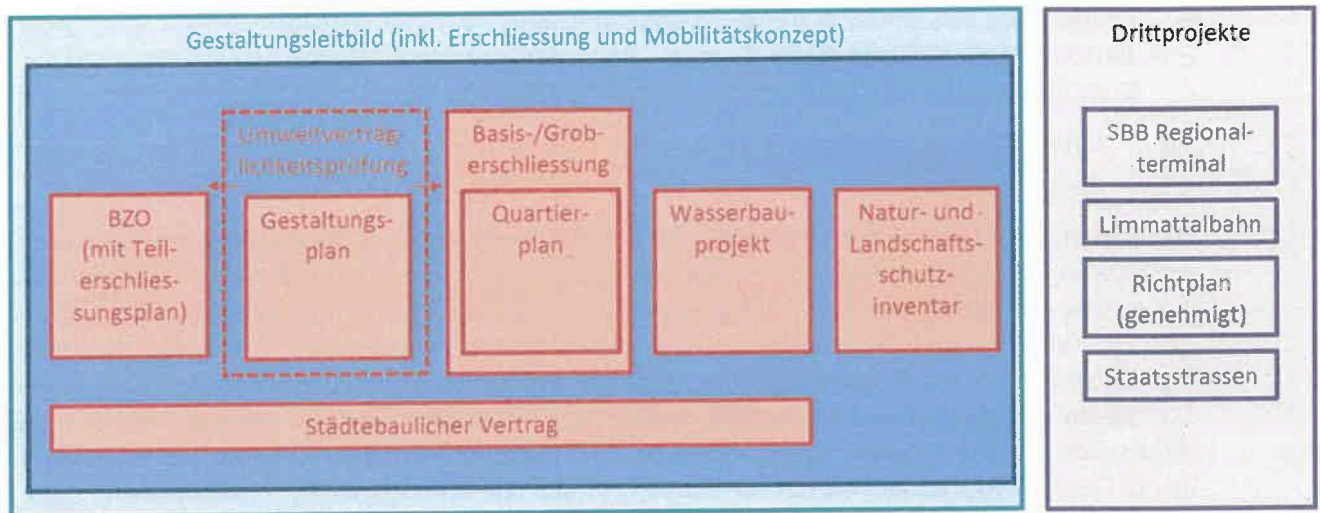 Gestaltungsleitbild (inkl. Erschliessung und Mobilitätskonzept)
Umweltverträg-
lichkeitsprüfung
Basis-/Grob-
erschliessung
BZO
(mit Teil-
erschlies-
sungsplan)
Gestaltungs-
plan
Quartier-
plan
Wasserbau-
projekt
Natur- und
Landschafts-
schutz-
inventar
Städtebaulicher Vertrag
Drittprojekte
SBB Regional-
terminal
Limmattalbahn
Richtplan
(genehmigt)
Staatsstrassen